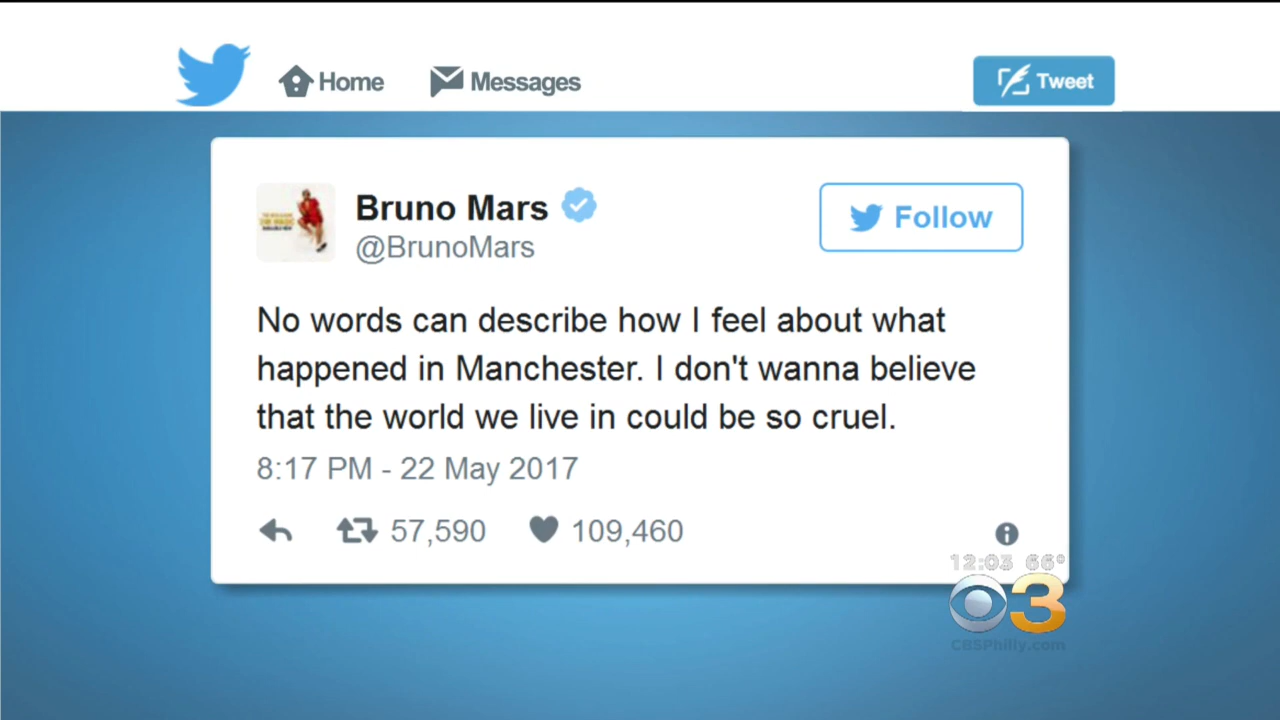 Home Messages Tweet
Bruno Mars
@BrunoMars
Follow
No words can describe how I feel about what
happened in Manchester. I don't wanna believe
that the world we live in could be so cruel.
8:17 PM - 22 May 2017
57,590 109,460
12:03 66°
3
CBSPhilly.com